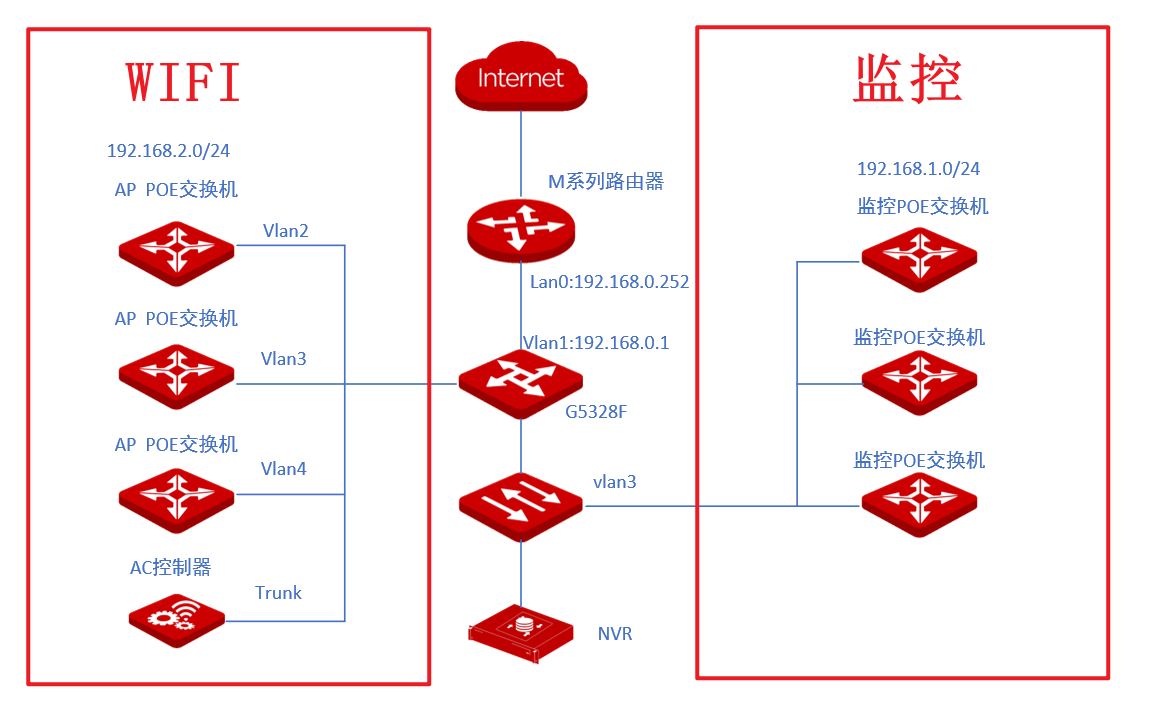 WIFI
192.168.2.0/24
AP POE交换机
Vlan2
AP POE交换机
Vlan3
AP POE交换机
Vlan4
AC控制器
Trunk
Internet
M系列路由器
Lan0:192.168.0.252
Vlan1:192.168.0.1
G5328F
vlan3
NVR
监控
192.168.1.0/24
监控POE交换机
监控POE交换机
监控POE交换机